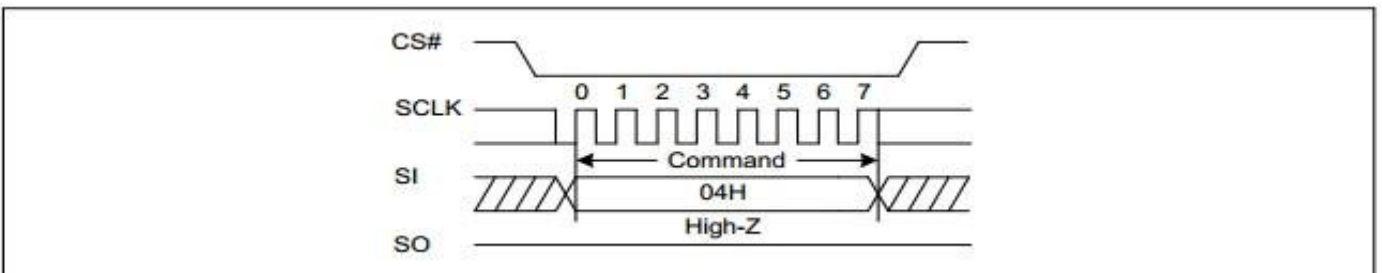 CS#
0 1 2 3 4 5 6 7
SCLK
Command
SI
04H
High-Z
SO